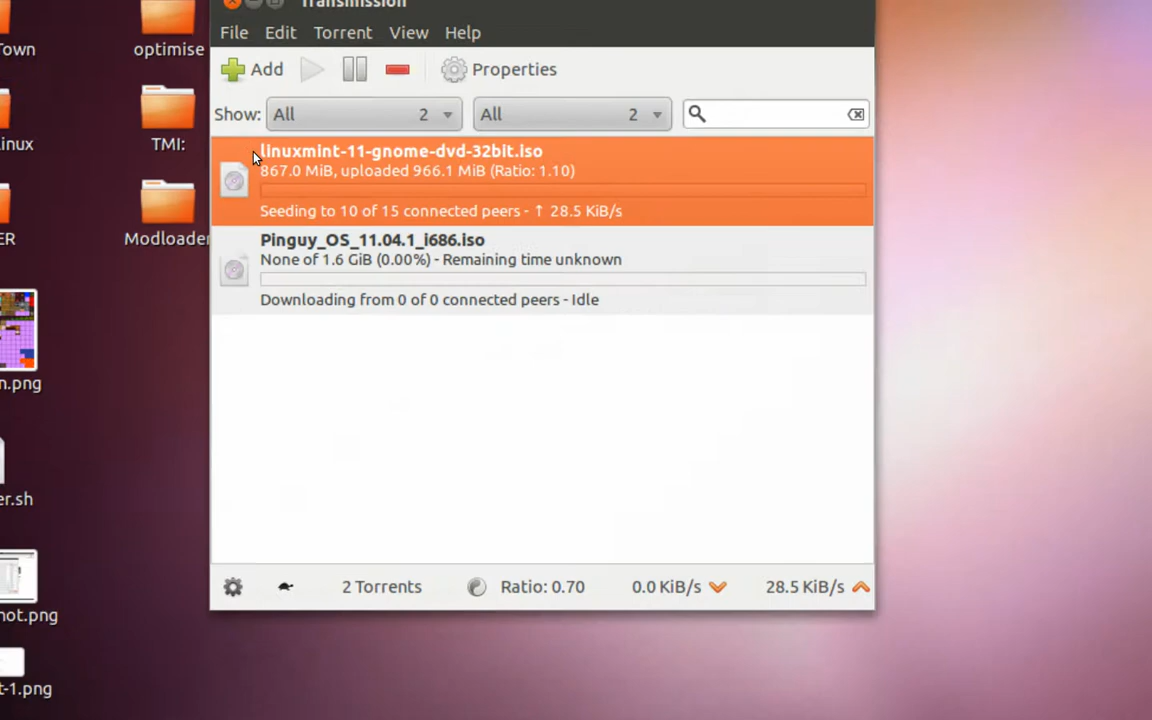 Transmission
File Edit Torrent View Help
Add Properties
Show: All 2 All 2
linuxmint-11-gnome-dvd-32bit.iso
867.0 MiB, uploaded 966.1 MiB (Ratio: 1.10)
Seeding to 10 of 15 connected peers - ↑ 28.5 KiB/s
Pinguy_OS_11.04.1_i686.iso
None of 1.6 GiB (0.00%) - Remaining time unknown
Downloading from 0 of 0 connected peers - Idle
2 Torrents Ratio: 0.70 0.0 KiB/s 28.5 KiB/s
Town
optimise
inux
TMI:
ER
Modloader
n.png
er.sh
not.png
t-1.png